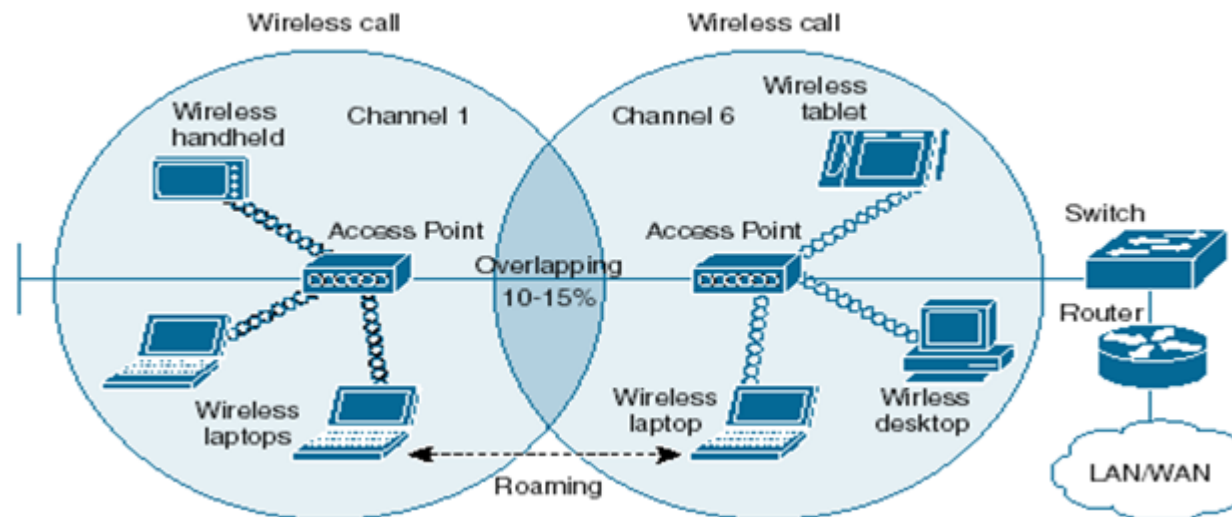 Wireless call
Wireless call
Wireless
handheld
Channel 1
Channel 6
Wireless
tablet
Access Point
Access Point
Switch
Overlapping
10-15%
Router
Wireless
laptops
Wireless
laptop
Wirless
desktop
Roaming
LAN/WAN